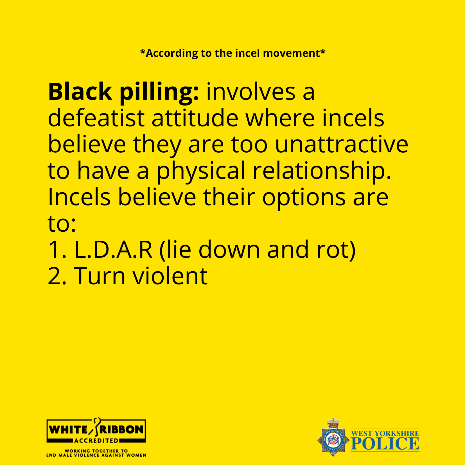 *According to the incel movement*
Black pilling: involves a
defeatist attitude where incels
believe they are too unattractive
to have a physical relationship.
Incels believe their options are
to:
1. L.D.A.R (lie down and rot)
2. Turn violent
WHITE RIBBON
ACCREDITED
WORKING TOGETHER TO
END MALE VIOLENCE AGAINST WOMEN
WEST YORKSHIRE
POLICE